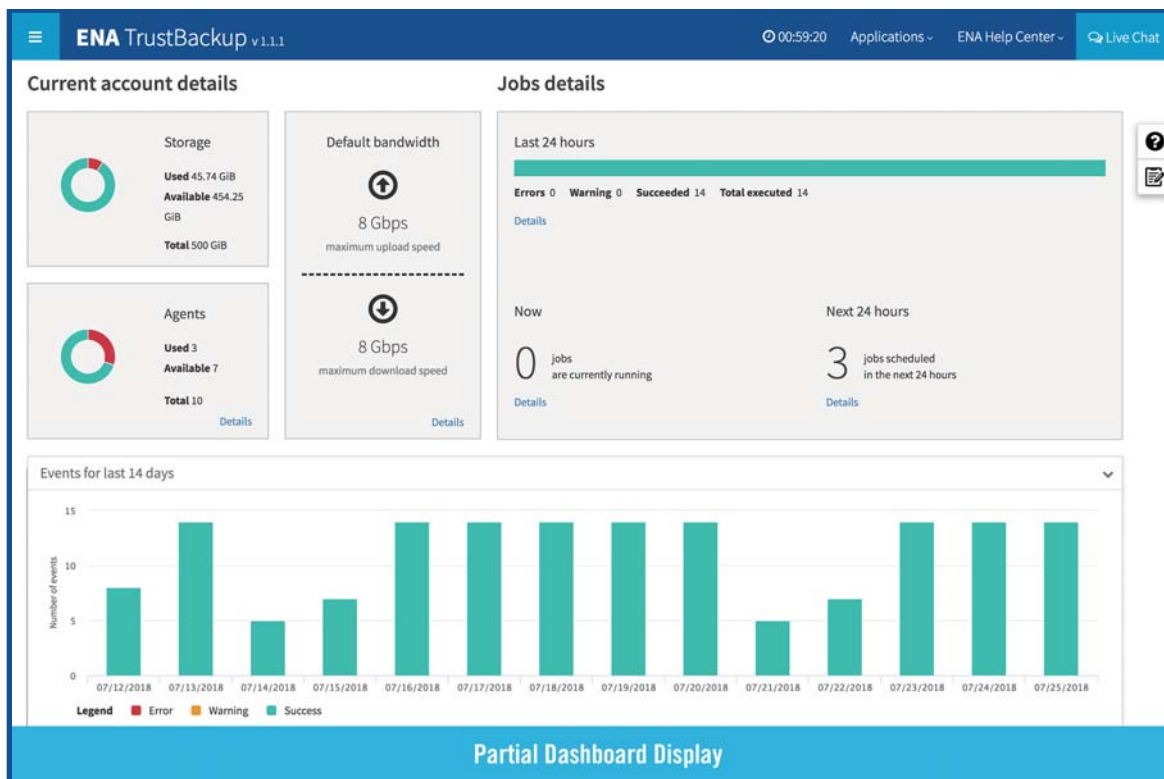 ENA TrustBackup v 1.1.1
00:59:20
Applications
ENA Help Center
Live Chat
Current account details
Storage
Used 45.74 GiB
Available 454.25
GiB
Total 500 GiB
Agents
Used 3
Available 7
Total 10
Details
Default bandwidth
8 Gbps
maximum upload speed
8 Gbps
maximum download speed
Details
Jobs details
Last 24 hours
Errors 0 Warning 0 Succeeded 14 Total executed 14
Details
Now
0 jobs
are currently running
Details
Next 24 hours
3 jobs scheduled
in the next 24 hours
Details
Events for last 14 days
Number of events
15
10
5
0
07/12/2018 07/13/2018 07/14/2018 07/15/2018 07/16/2018 07/17/2018 07/18/2018 07/19/2018 07/20/2018 07/21/2018 07/22/2018 07/23/2018 07/24/2018 07/25/2018
Legend Error Warning Success
Partial Dashboard Display